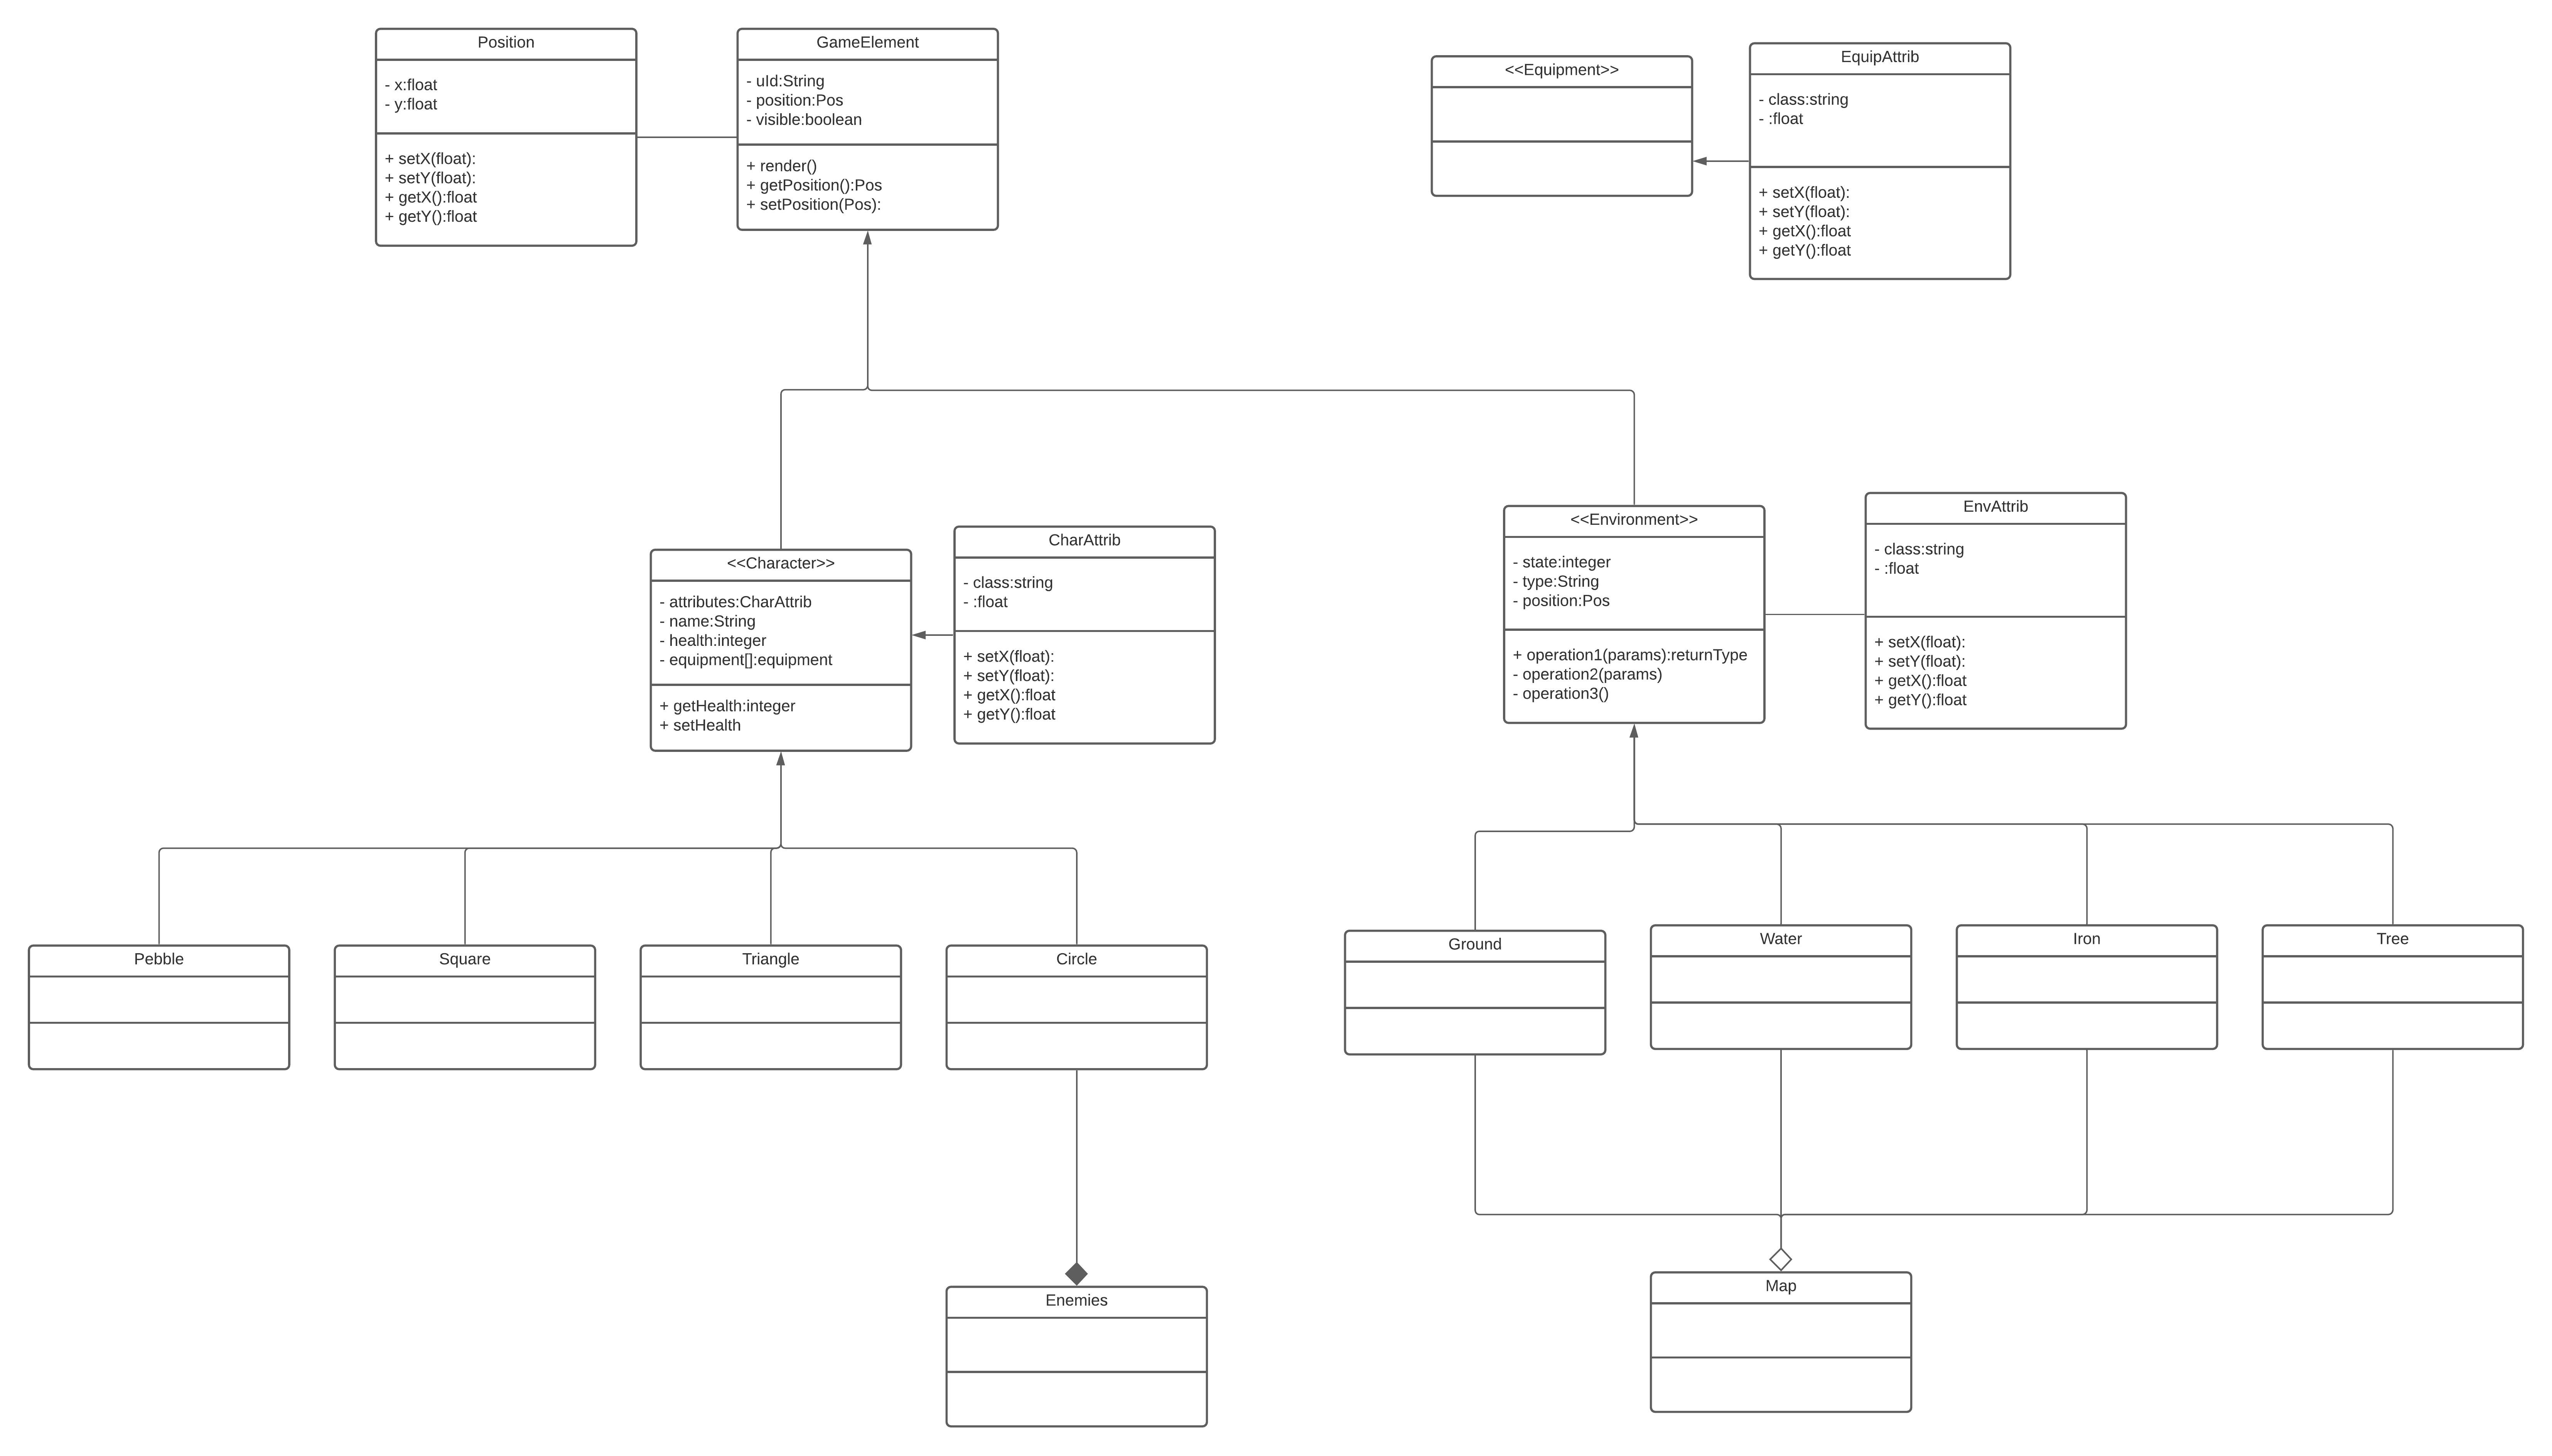 Position
- x:float
- y:float
+ setX(float):
+ setY(float):
+ getX():float
+ getY():float
GameElement
- uId:String
- position:Pos
- visible:boolean
+ render()
+ getPosition():Pos
+ setPosition(Pos):
<<Equipment>>
EquipAttrib
- class:string
- :float
+ setX(float):
+ setY(float):
+ getX():float
+ getY():float
<<Character>>
- attributes:CharAttrib
- name:String
- health:integer
- equipment[]:equipment
+ getHealth:integer
+ setHealth
CharAttrib
- class:string
- :float
+ setX(float):
+ setY(float):
+ getX():float
+ getY():float
<<Environment>>
- state:integer
- type:String
- position:Pos
+ operation1(params):returnType
- operation2(params)
- operation3()
EnvAttrib
- class:string
- :float
+ setX(float):
+ setY(float):
+ getX():float
+ getY():float
Pebble
Square
Triangle
Circle
Ground
Water
Iron
Tree
Enemies
Map